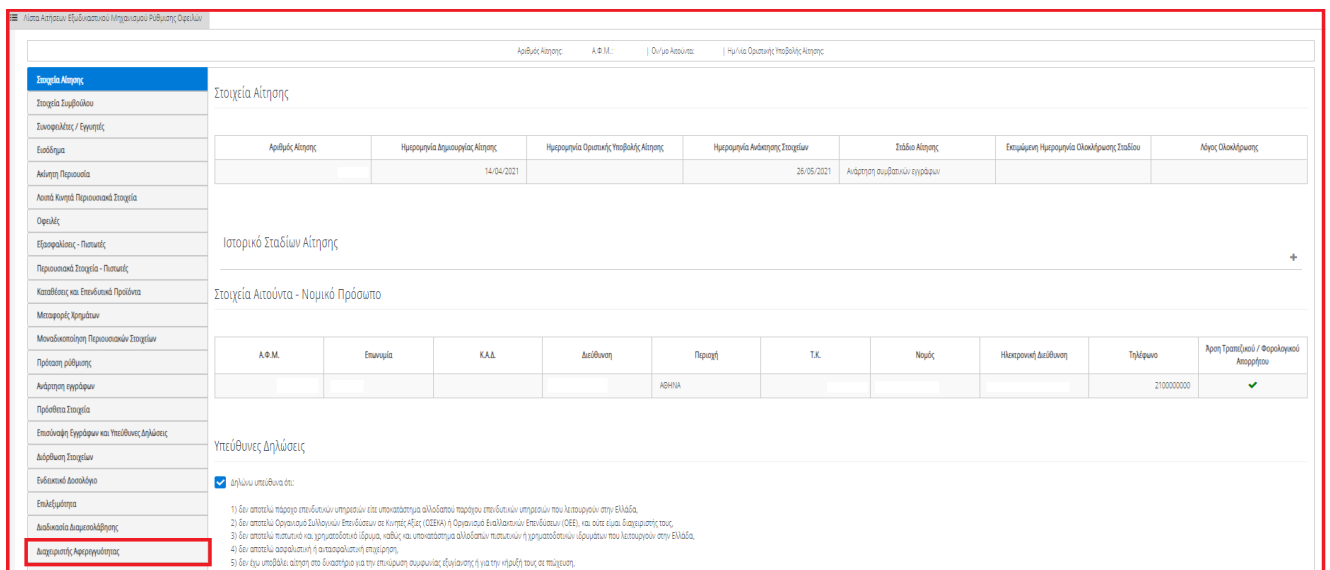 Λίστα Αιτήσεων Εξωδικαστικού Μηχανισμού Ρύθμισης Οφειλών
Αριθμός Αίτησης: Α.Φ.Μ.: | Ον/μο Αιτούντα: | Ημ/νία Οριστικής Υποβολής Αίτησης:
Στοιχεία Αίτησης
Στοιχεία Συμβούλου
Συνοφειλέτες / Εγγυητές
Εισόδημα
Ακίνητη Περιουσία
Λοιπά Κινητά Περιουσιακά Στοιχεία
Οφειλές
Εξασφαλίσεις - Πιστωτές
Περιουσιακά Στοιχεία - Πιστωτές
Καταθέσεις και Επενδυτικά Προϊόντα
Μεταφορές Χρημάτων
Μοναδικοποίηση Περιουσιακών Στοιχείων
Πρόταση ρύθμισης
Ανάρτηση εγγράφων
Πρόσθετα Στοιχεία
Επισύναψη Εγγράφων και Υπεύθυνες Δηλώσεις
Διόρθωση Στοιχείων
Ενδεικτικό Δοσολόγιο
Επιλεξιμότητα
Διαδικασία Διαμεσολάβησης
Διαχειριστής Αφερεγγυότητας
Στοιχεία Αίτησης
Αριθμός Αίτησης Ημερομηνία Δημιουργίας Αίτησης Ημερομηνία Οριστικής Υποβολής Αίτησης Ημερομηνία Ανάκτησης Στοιχείων Στάδιο Αίτησης Εκτιμώμενη Ημερομηνία Ολοκλήρωσης Σταδίου Λόγος Ολοκλήρωσης
14/04/2021 26/05/2021 Ανάρτηση συμβατικών εγγράφων
Ιστορικό Σταδίων Αίτησης
+
Στοιχεία Αιτούντα - Νομικό Πρόσωπο
Α.Φ.Μ. Επωνυμία Κ.Α.Δ. Διεύθυνση Περιοχή Τ.Κ. Νομός Ηλεκτρονική Διεύθυνση Τηλέφωνο Άρση Τραπεζικού / Φορολογικού
Απορρήτου
ΑΘΗΝΑ 2100000000
Υπεύθυνες Δηλώσεις
Δηλώνω υπεύθυνα ότι:
1) δεν αποτελώ πάροχο επενδυτικών υπηρεσιών είτε υποκατάστημα αλλοδαπού παρόχου επενδυτικών υπηρεσιών που λειτουργούν στην Ελλάδα,
2) δεν αποτελώ Οργανισμό Συλλογικών Επενδύσεων σε Κινητές Αξίες (ΟΣΕΚΑ) ή Οργανισμό Εναλλακτικών Επενδύσεων (ΟΕΕ), και ούτε είμαι διαχειριστής τους,
3) δεν αποτελώ πιστωτικό και χρηματοδοτικό ίδρυμα, καθώς και υποκατάστημα αλλοδαπών πιστωτικών ή χρηματοδοτικών ιδρυμάτων που λειτουργούν στην Ελλάδα,
4) δεν αποτελώ ασφαλιστική ή αντασφαλιστική επιχείρηση,
5) δεν έχω υποβάλει αίτηση στο δικαστήριο για την επικύρωση συμφωνίας εξυγίανσης ή για την κήρυξή τους σε πτώχευση,